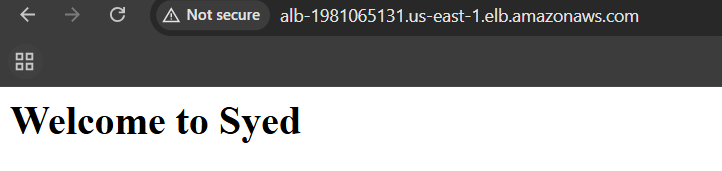 Not secure alb-1981065131.us-east-1.elb.amazonaws.com
Welcome to Syed